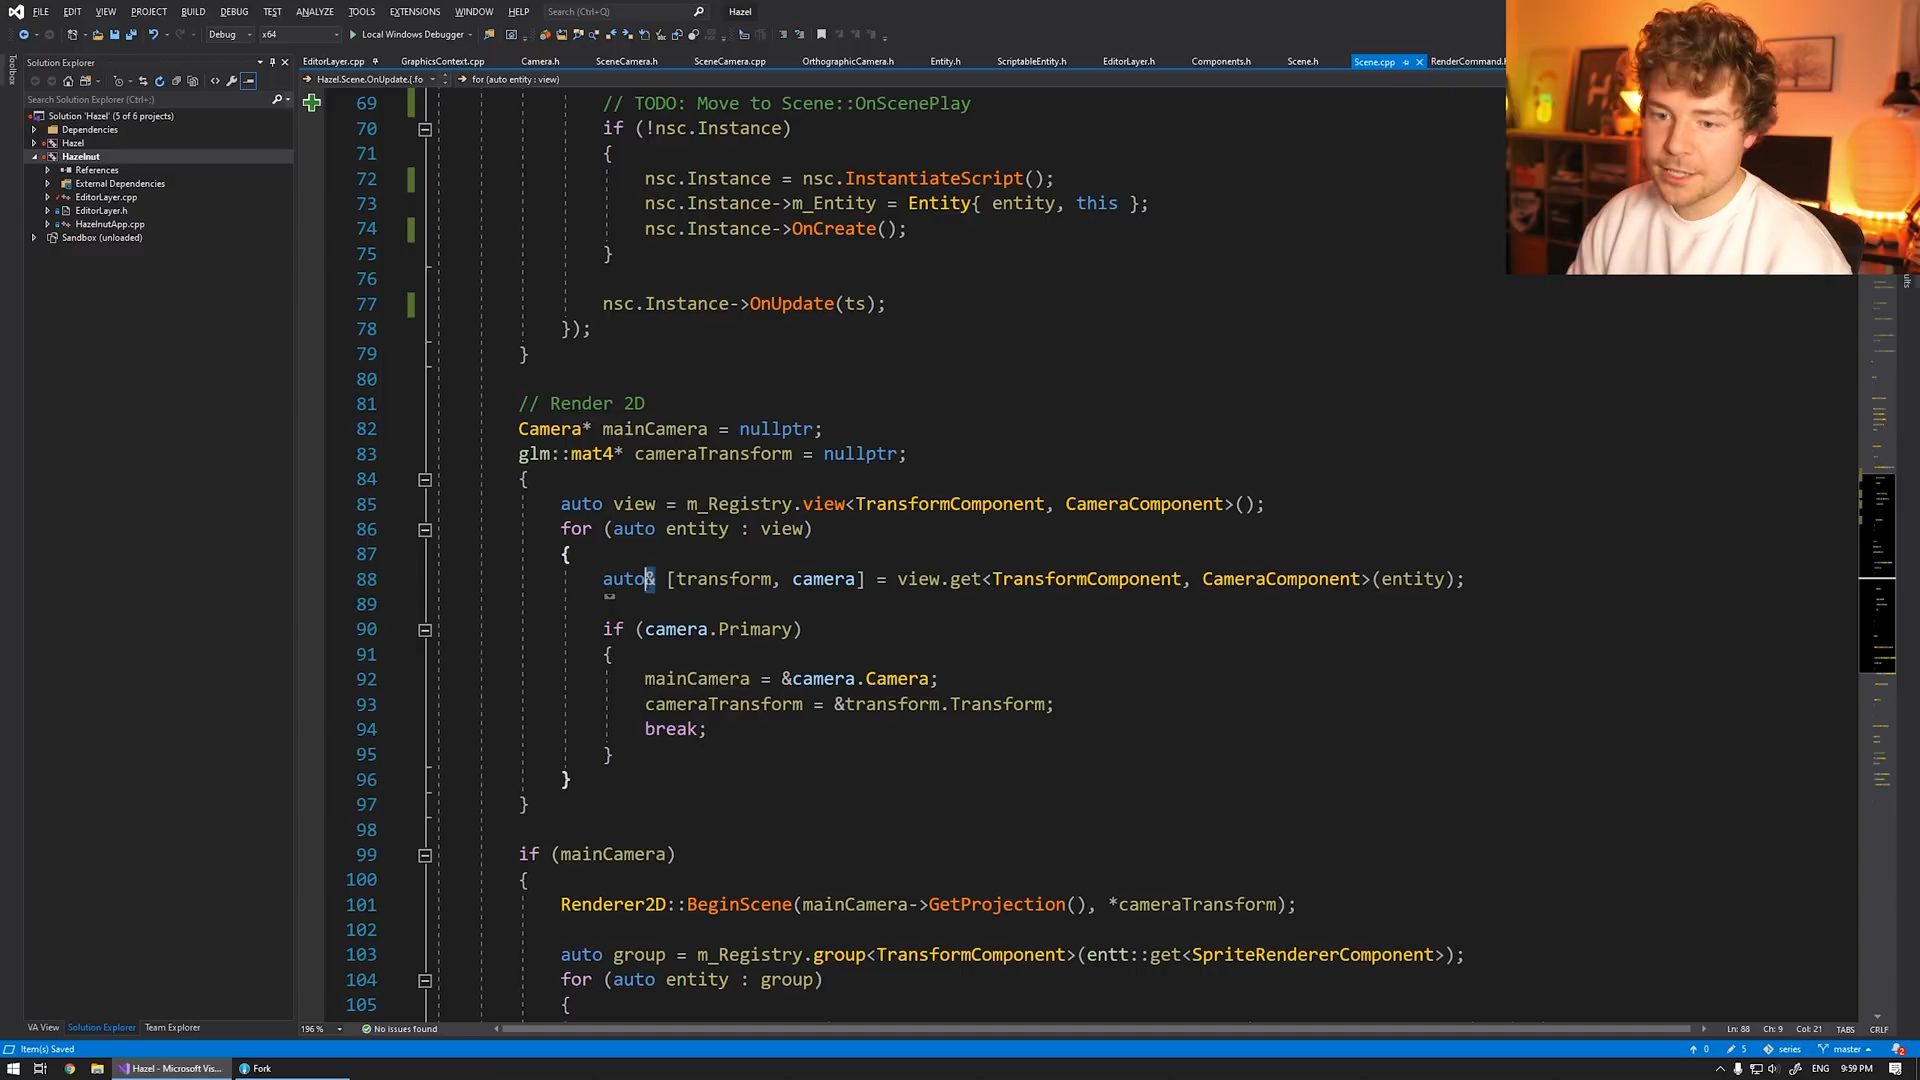 FILE EDIT VIEW PROJECT BUILD DEBUG TEST ANALYZE TOOLS EXTENSIONS WINDOW HELP Search (Ctrl+Q) Hazel
Debug x64 Local Windows Debugger
Toolbox
Solution Explorer
Search Solution Explorer (Ctrl+;)
Solution 'Hazel' (5 of 6 projects)
Dependencies
Hazel
Hazelnut
References
External Dependencies
EditorLayer.cpp
EditorLayer.h
HazelnutApp.cpp
Sandbox (unloaded)
VA View Solution Explorer Team Explorer
EditorLayer.cpp GraphicsContext.cpp Camera.h SceneCamera.h SceneCamera.cpp OrthographicCamera.h Entity.h ScriptableEntity.h EditorLayer.h Components.h Scene.h Scene.cpp RenderCommand.h
Hazel.Scene.OnUpdate.{.fo for (auto entity : view)
69 // TODO: Move to Scene::OnScenePlay
70 if (!nsc.Instance)
71 {
72 nsc.Instance = nsc.InstantiateScript();
73 nsc.Instance->m_Entity = Entity{ entity, this };
74 nsc.Instance->OnCreate();
75 }
76
77 nsc.Instance->OnUpdate(ts);
78 });
79 }
80
81 // Render 2D
82 Camera* mainCamera = nullptr;
83 glm::mat4* cameraTransform = nullptr;
84 {
85 auto view = m_Registry.view<TransformComponent, CameraComponent>();
86 for (auto entity : view)
87 {
88 auto& [transform, camera] = view.get<TransformComponent, CameraComponent>(entity);
89
90 if (camera.Primary)
91 {
92 mainCamera = &camera.Camera;
93 cameraTransform = &transform.Transform;
94 break;
95 }
96 }
97 }
98
99 if (mainCamera)
100 {
101 Renderer2D::BeginScene(mainCamera->GetProjection(), *cameraTransform);
102
103 auto group = m_Registry.group<TransformComponent>(entt::get<SpriteRendererComponent>);
104 for (auto entity : group)
105 {
196 % No issues found Ln: 88 Ch: 9 Col: 21 TABS CRLF
Item(s) Saved 0 5 series master 2
Hazel - Microsoft Vis... Fork ENG 9:59 PM